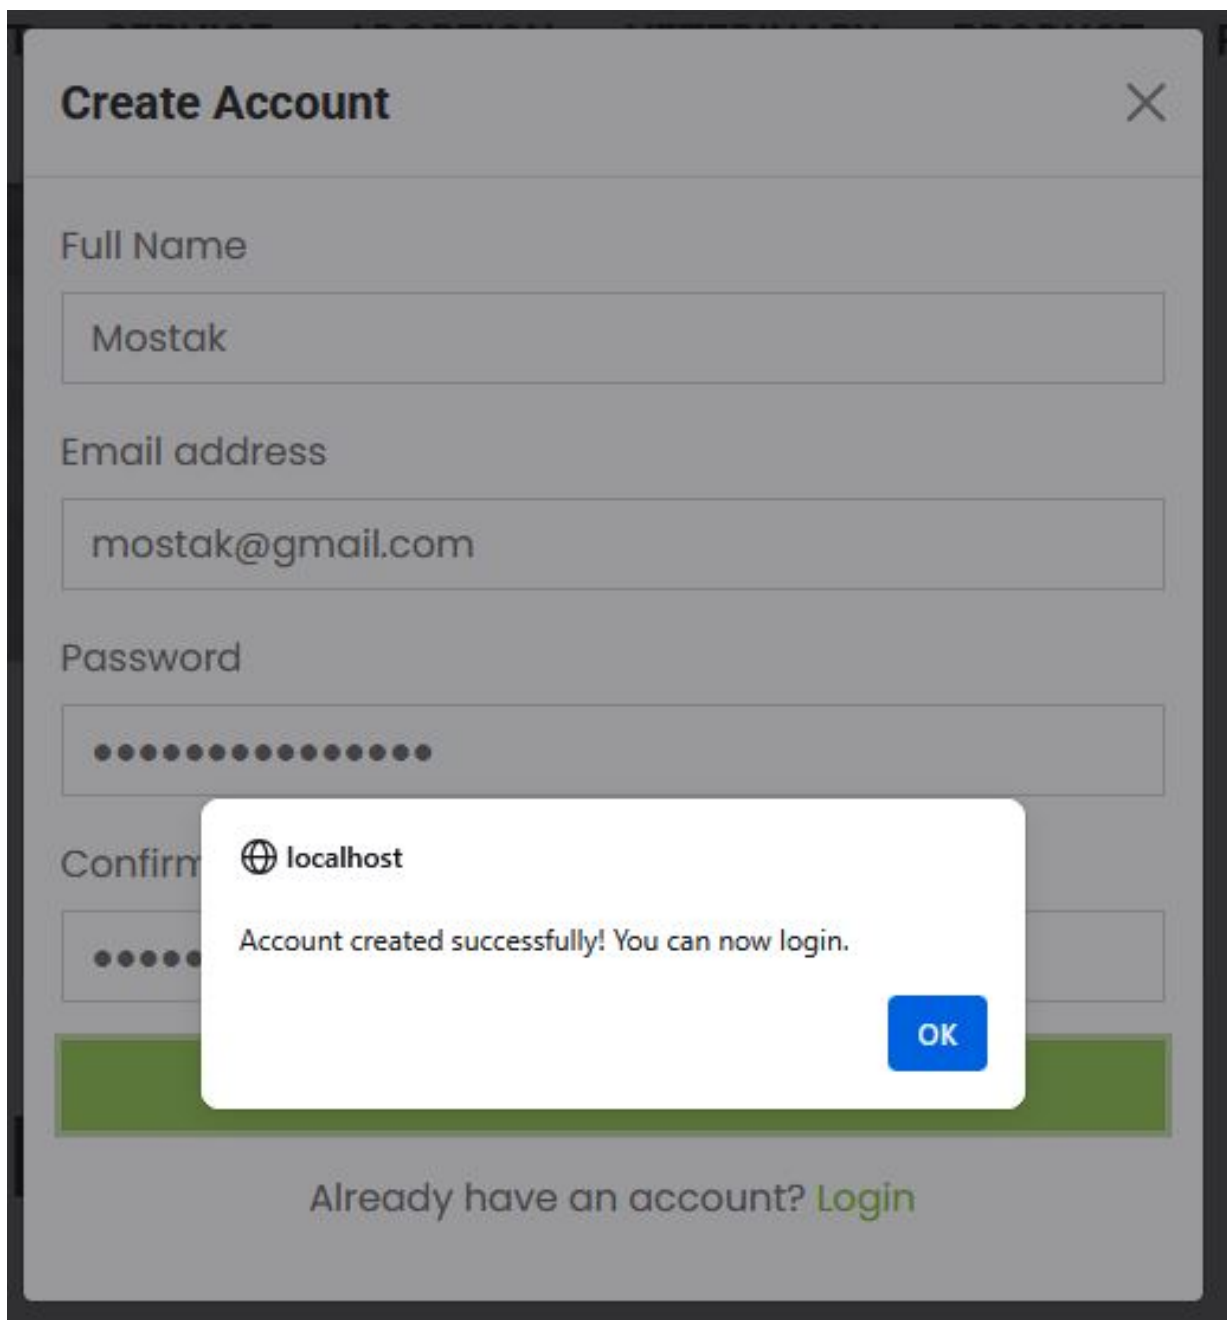 Create Account
Full Name
Mostak
Email address
mostak@gmail.com
Password
Confirm
localhost
Account created successfully! You can now login.
OK
Already have an account? Login